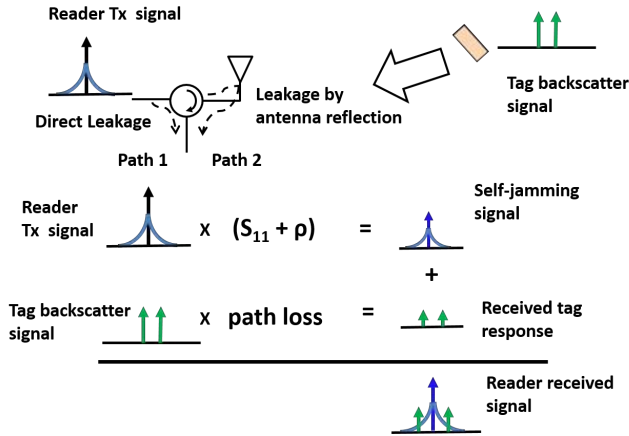 Reader Tx signal
Tag backscatter
signal
Direct Leakage
Leakage by
antenna reflection
Path 1 Path 2
Reader
Tx signal
x (S11 + ρ) =
Self-jamming
signal
+
Tag backscatter
signal
x path loss =
Received tag
response
Reader received
signal